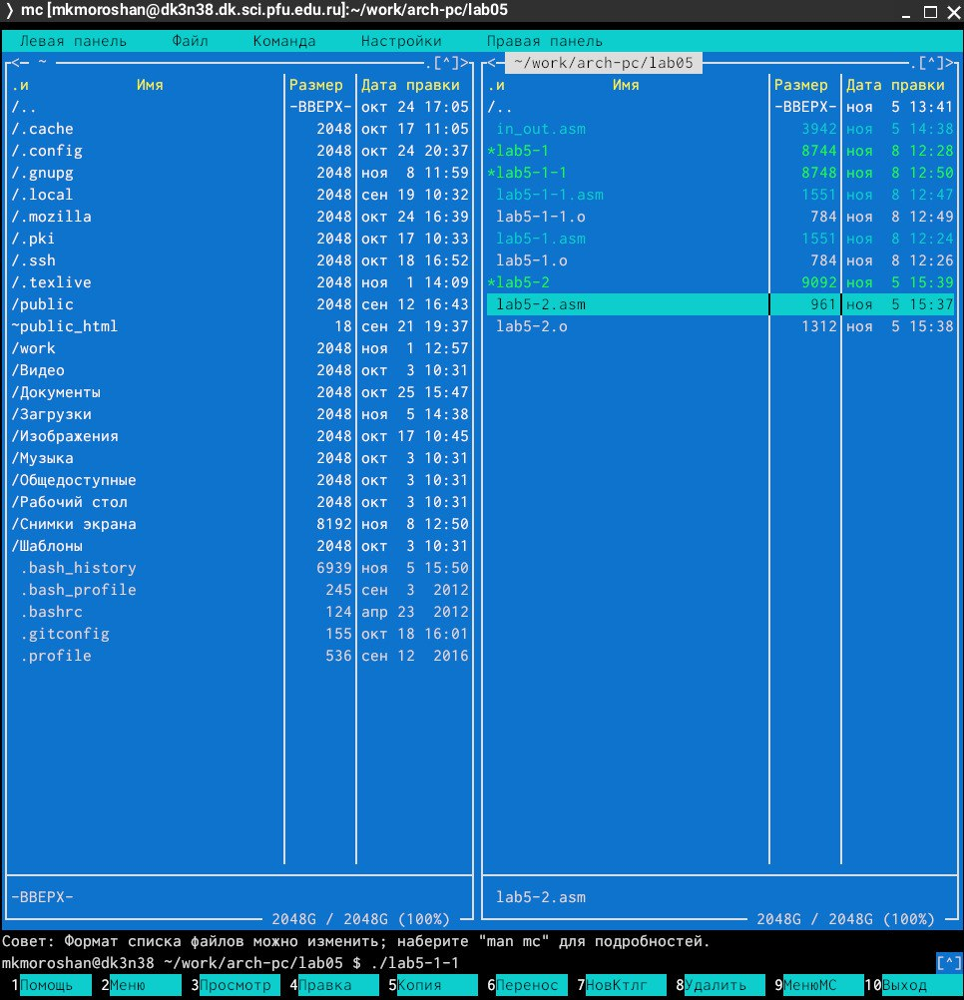 ❭ mc [mkmoroshan@dk3n38.dk.sci.pfu.edu.ru]:~/work/arch-pc/lab05
Левая панель Файл Команда Настройки Правая панель
<─ ~ .[^]> <─ ~/work/arch-pc/lab05 .[^]>
.и Имя Размер Дата правки .и Имя Размер Дата правки
/.. -ВВЕРХ- окт 24 17:05 /.. -ВВЕРХ- ноя 5 13:41
/.cache 2048 окт 17 11:05 in_out.asm 3942 ноя 5 14:38
/.config 2048 окт 24 20:37 *lab5-1 8744 ноя 8 12:28
/.gnupg 2048 ноя 8 11:59 *lab5-1-1 8748 ноя 8 12:50
/.local 2048 сен 19 10:32 lab5-1-1.asm 1551 ноя 8 12:47
/.mozilla 2048 окт 24 16:39 lab5-1-1.o 784 ноя 8 12:49
/.pki 2048 окт 17 10:33 lab5-1.asm 1551 ноя 8 12:24
/.ssh 2048 окт 18 16:52 lab5-1.o 784 ноя 8 12:26
/.texlive 2048 ноя 1 14:09 *lab5-2 9092 ноя 5 15:39
/public 2048 сен 12 16:43 lab5-2.asm 961 ноя 5 15:37
~public_html 18 сен 21 19:37 lab5-2.o 1312 ноя 5 15:38
/work 2048 ноя 1 12:57
/Видео 2048 окт 3 10:31
/Документы 2048 окт 25 15:47
/Загрузки 2048 ноя 5 14:38
/Изображения 2048 окт 17 10:45
/Музыка 2048 окт 3 10:31
/Общедоступные 2048 окт 3 10:31
/Рабочий стол 2048 окт 3 10:31
/Снимки экрана 8192 ноя 8 12:50
/Шаблоны 2048 окт 3 10:31
.bash_history 6939 ноя 5 15:50
.bash_profile 245 сен 3 2012
.bashrc 124 апр 23 2012
.gitconfig 155 окт 18 16:01
.profile 536 сен 12 2016
-ВВЕРХ- lab5-2.asm
2048G / 2048G (100%) 2048G / 2048G (100%)
Совет: Формат списка файлов можно изменить; наберите "man mc" для подробностей.
mkmoroshan@dk3n38 ~/work/arch-pc/lab05 $ ./lab5-1-1 [^]
1Помощь 2Меню 3Просмотр 4Правка 5Копия 6Перенос 7НовКтлг 8Удалить 9МенюMC 10Выход